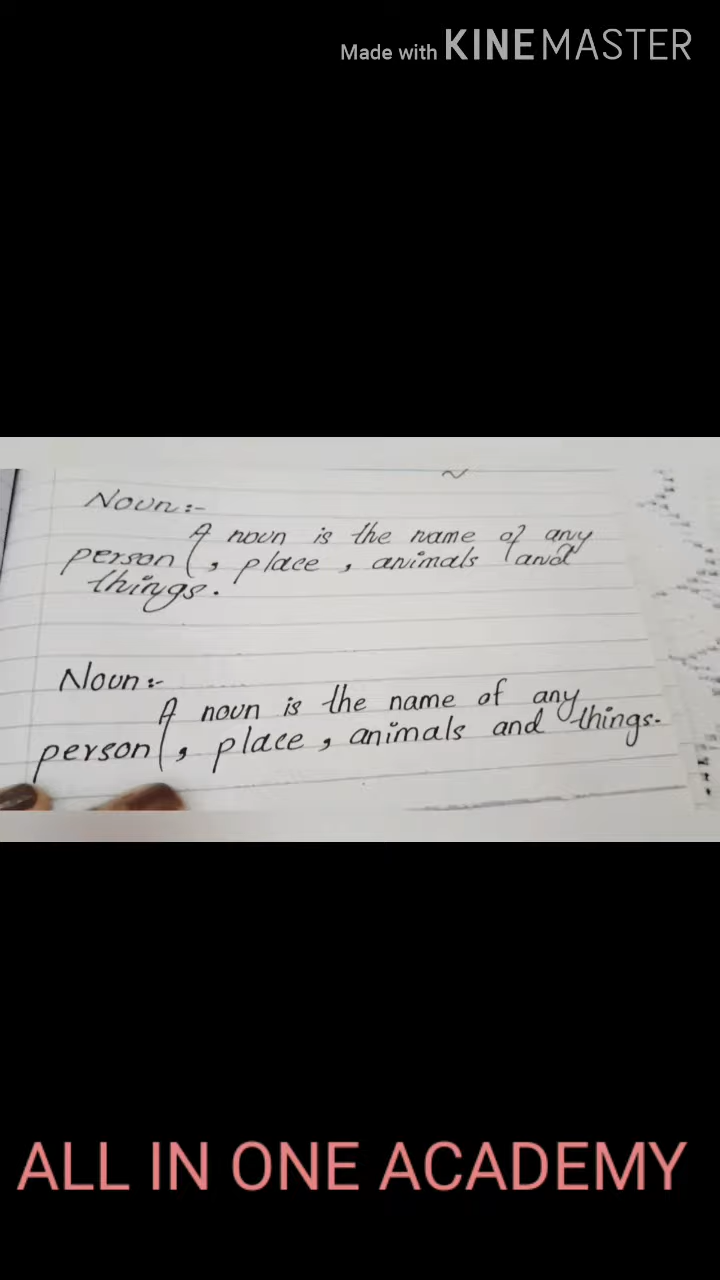 Made with KINEMASTER
Noun:-
A noun is the name of any
person, place, animals and
things.
Noun:-
A noun is the name of any
person, place, animals and things.
ALL IN ONE ACADEMY